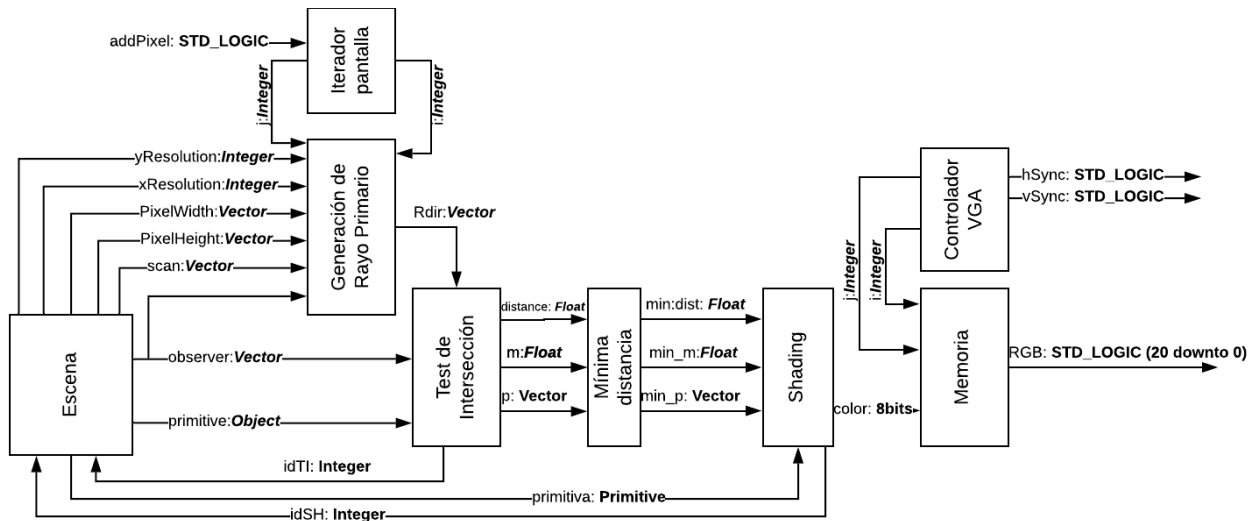 addPixel: STD_LOGIC
Iterador
pantalla
j:Integer
i:Integer
yResolution:Integer
xResolution:Integer
PixelWidth:Vector
PixelHeight:Vector
scan:Vector
Generación de
Rayo Primario
Rdir:Vector
Escena
observer:Vector
primitive:Object
Test de
Intersección
distance: Float
m:Float
p: Vector
Mínima
distancia
min:dist: Float
min_m:Float
min_p: Vector
Shading
idTI: Integer
primitiva: Primitive
idSH: Integer
Controlador
VGA
hSync: STD_LOGIC
vSync: STD_LOGIC
j:Integer
i:Integer
color: 8bits
Memoria
RGB: STD_LOGIC (20 downto 0)